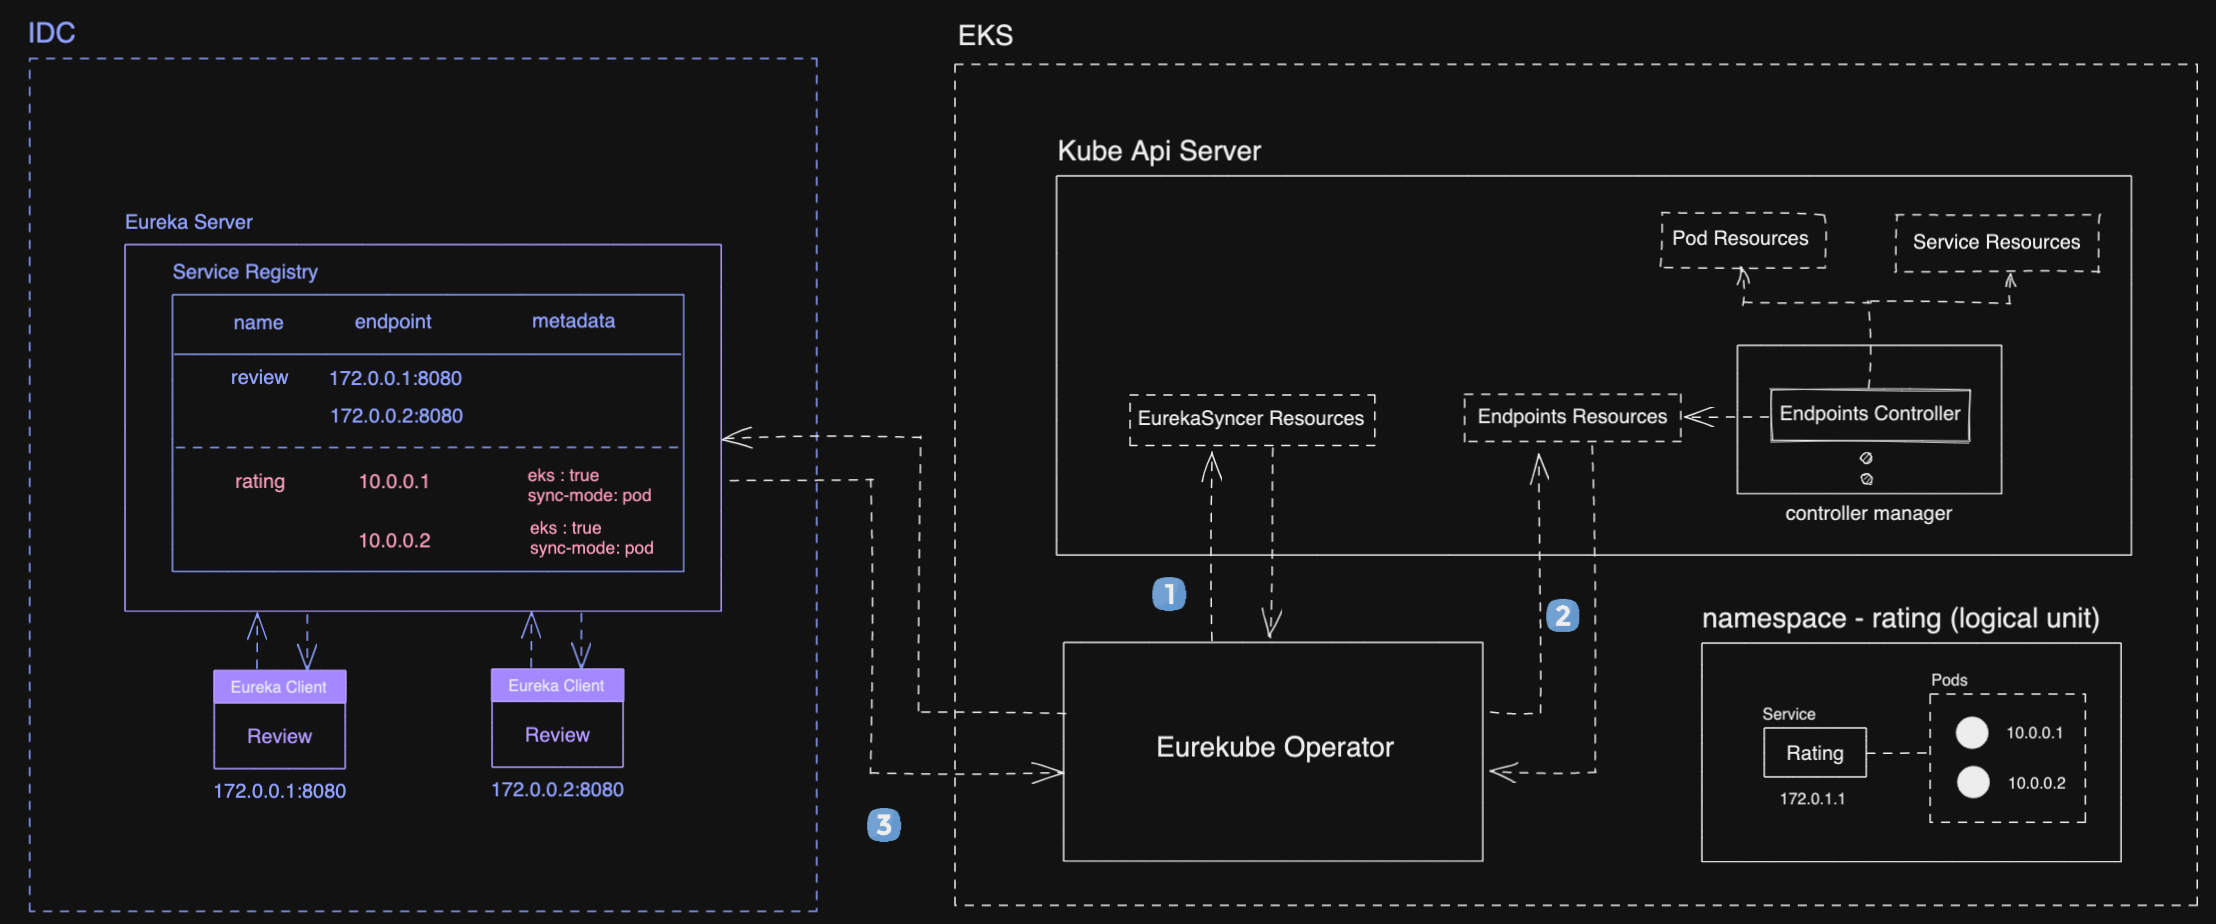 IDC
EKS
Kube Api Server
Pod Resources
Service Resources
Eureka Server
Service Registry
name endpoint metadata
review 172.0.0.1:8080
172.0.0.2:8080
rating 10.0.0.1 eks : true
sync-mode: pod
10.0.0.2 eks : true
sync-mode: pod
EurekaSyncer Resources
Endpoints Resources
Endpoints Controller
controller manager
1
2
3
Eureka Client
Review
172.0.0.1:8080
Eureka Client
Review
172.0.0.2:8080
Eurekube Operator
namespace - rating (logical unit)
Service
Rating
172.0.1.1
Pods
10.0.0.1
10.0.0.2